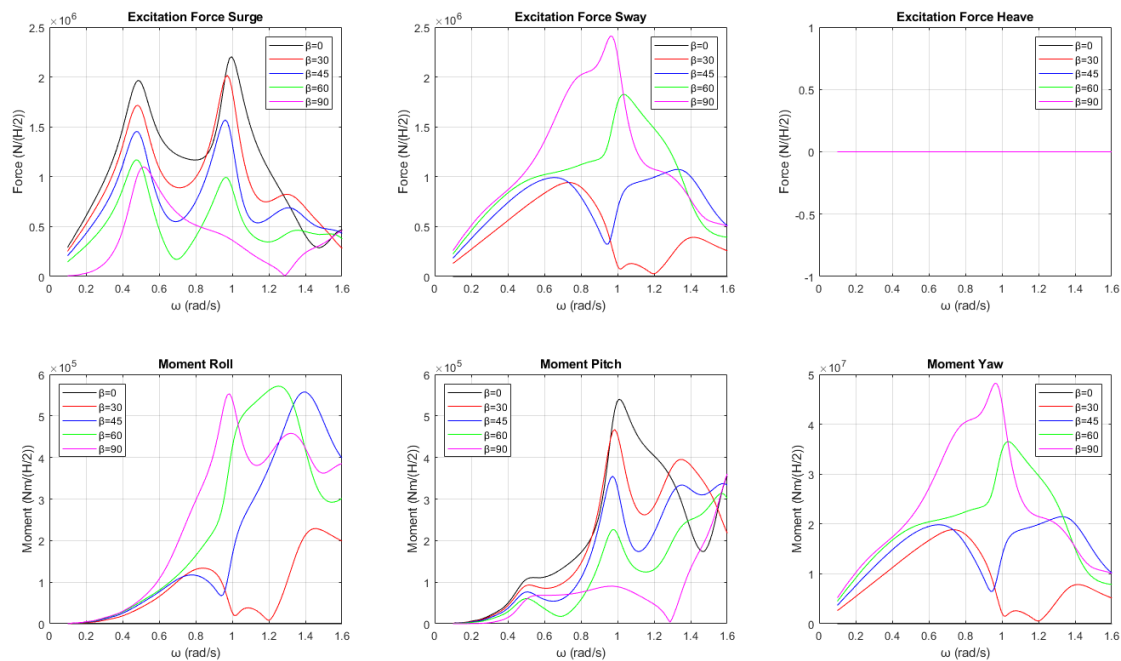 Excitation Force Surge
×10⁶
Force (N/(H/2))
2.5
2
1.5
1
0.5
0
0 0.2 0.4 0.6 0.8 1 1.2 1.4 1.6
ω (rad/s)
β=0
β=30
β=45
β=60
β=90
Excitation Force Sway
×10⁶
Force (N/(H/2))
2.5
2
1.5
1
0.5
0
0 0.2 0.4 0.6 0.8 1 1.2 1.4 1.6
ω (rad/s)
β=0
β=30
β=45
β=60
β=90
Excitation Force Heave
Force (N/(H/2))
1
0.5
0
-0.5
-1
0 0.2 0.4 0.6 0.8 1 1.2 1.4 1.6
ω (rad/s)
β=0
β=30
β=45
β=60
β=90
Moment Roll
×10⁵
Moment (Nm/(H/2))
6
5
4
3
2
1
0
0 0.2 0.4 0.6 0.8 1 1.2 1.4 1.6
ω (rad/s)
β=0
β=30
β=45
β=60
β=90
Moment Pitch
×10⁵
Moment (Nm/(H/2))
6
5
4
3
2
1
0
0 0.2 0.4 0.6 0.8 1 1.2 1.4 1.6
ω (rad/s)
β=0
β=30
β=45
β=60
β=90
Moment Yaw
×10⁷
Moment (Nm/(H/2))
5
4
3
2
1
0
0 0.2 0.4 0.6 0.8 1 1.2 1.4 1.6
ω (rad/s)
β=0
β=30
β=45
β=60
β=90